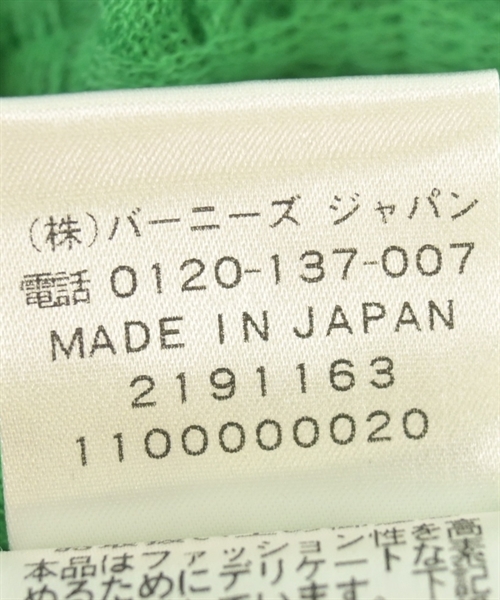 (株)バーニーズ ジャパン
電話 0120-137-007
MADE IN JAPAN
2191163
1100000020
本品はファッション性を高
めるためにデリケートな素